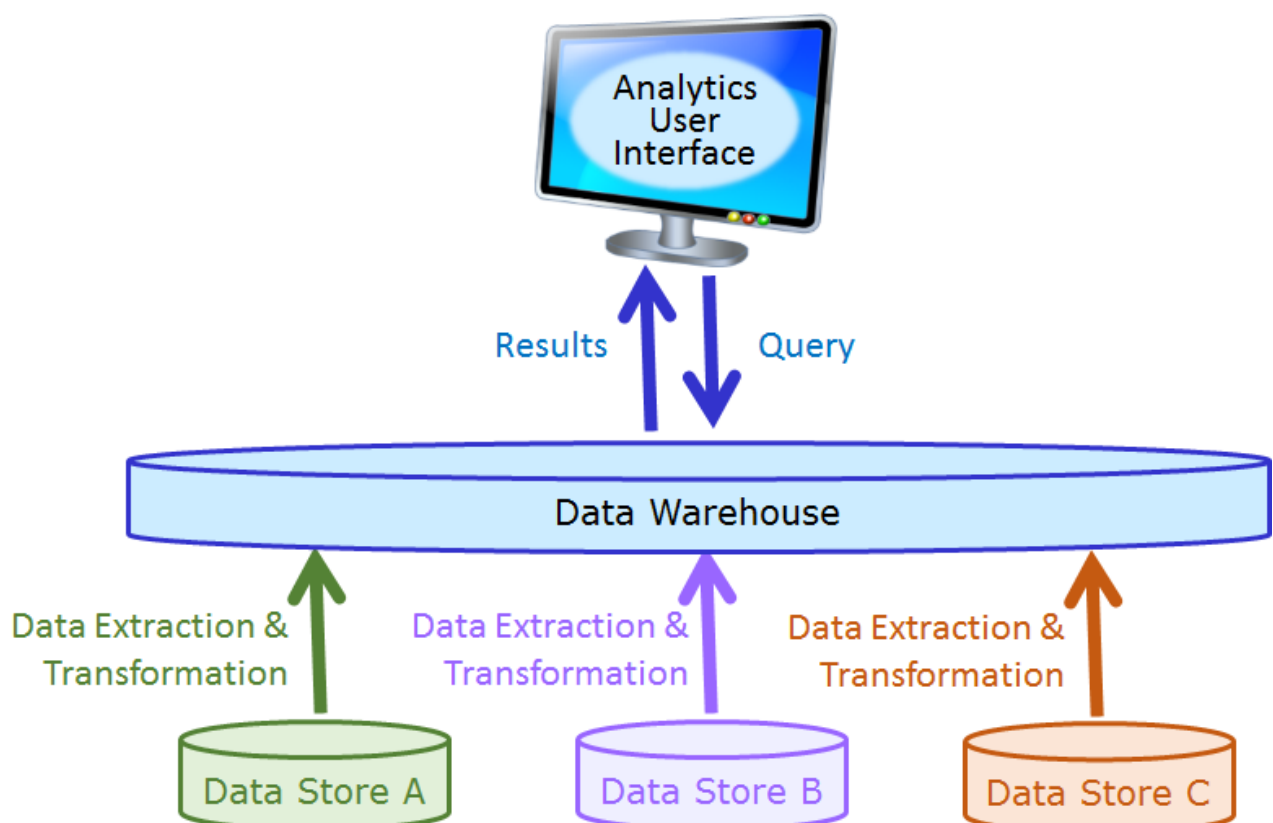 Analytics
User
Interface
Results
Query
Data Warehouse
Data Extraction &
Transformation
Data Extraction &
Transformation
Data Extraction &
Transformation
Data Store A
Data Store B
Data Store C